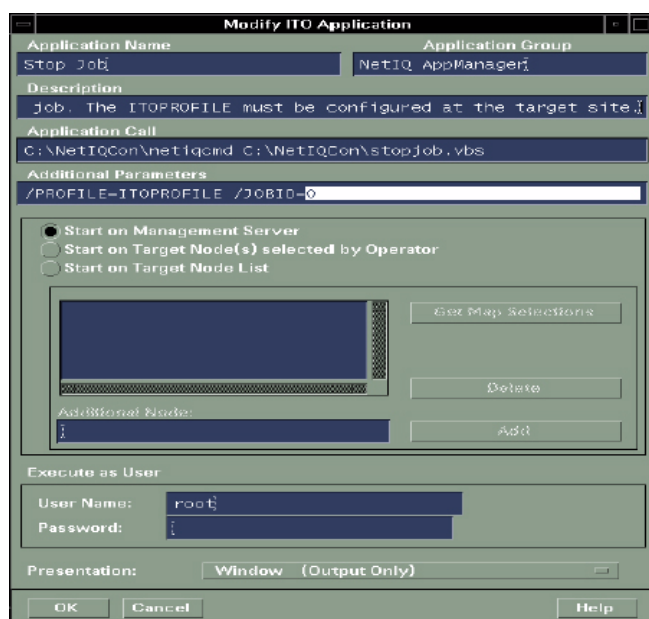 Modify ITO Application
Application Name Application Group
Stop Job NetIQ AppManager
Description
job. The ITOPROFILE must be configured at the target site.
Application Call
C:\NetIQCon\netiqcmd C:\NetIQCon\stopjob.vbs
Additional Parameters
/PROFILE=ITOPROFILE /JOBID=0
Start on Management Server
Start on Target Node(s) selected by Operator
Start on Target Node List
Get Map Selections
Delete
Additional Node:
Add
Execute as User
User Name: root
Password:
Presentation: Window (Output Only)
OK Cancel Help